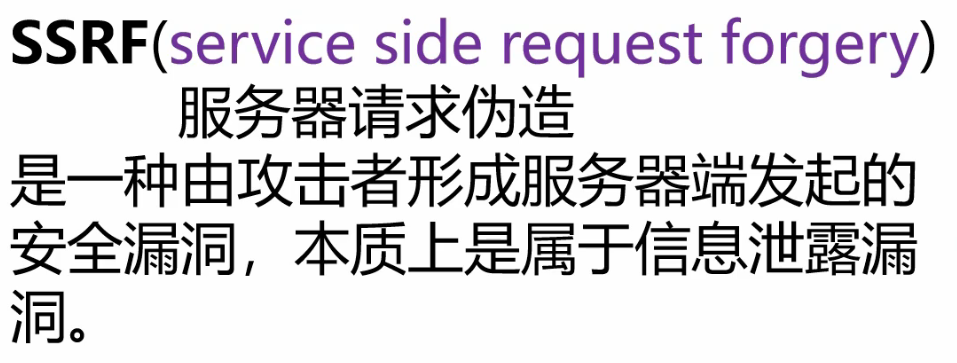 SSRF(service side request forgery)
服务器请求伪造
是一种由攻击者形成服务器端发起的
安全漏洞，本质上是属于信息泄露漏
洞。